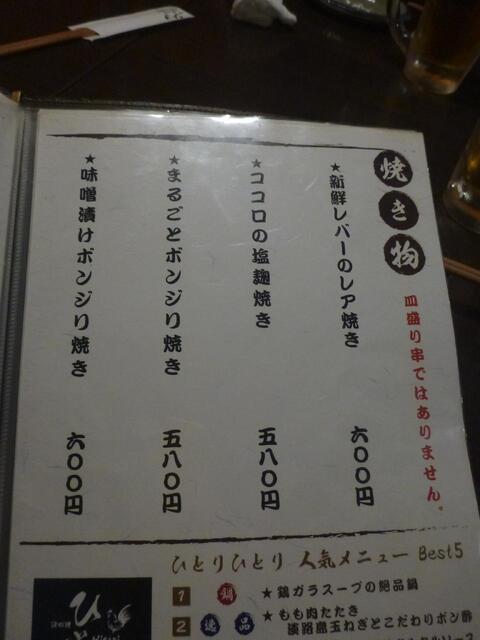 焼き物
皿盛り串ではありません。
★新鮮レバーのレア焼き 六〇〇円
★ココロの塩麹焼き 五八〇円
★まるごとボンジリ焼き 五八〇円
★味噌漬けボンジリ焼き 六〇〇円
ひとりひとり 人気メニュー Best5
1 鍋 ★鶏ガラスープの絶品鍋
2 逸品 ★もも肉たたき
淡路島玉ねぎとこだわりポン酢